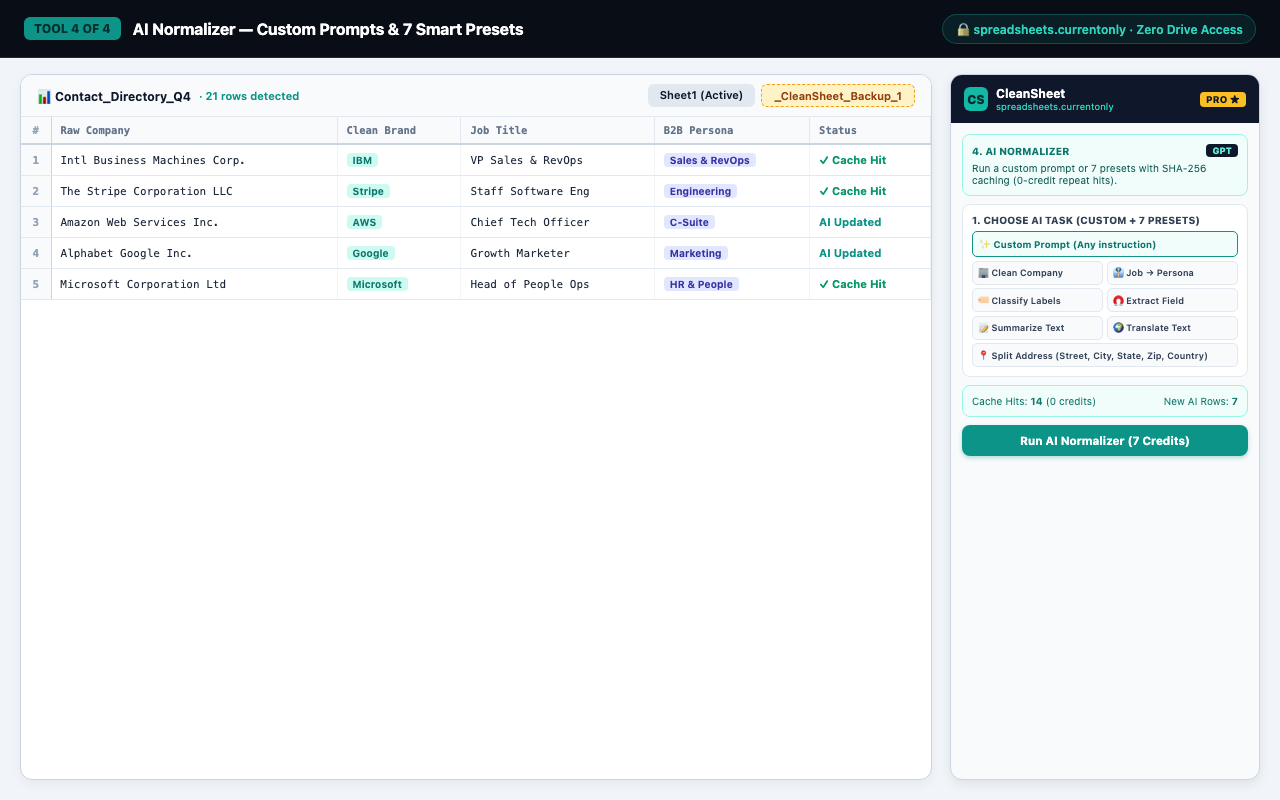 TOOL 4 OF 4
AI Normalizer — Custom Prompts & 7 Smart Presets
🔒 spreadsheets.currentonly · Zero Drive Access
📊 Contact_Directory_Q4 · 21 rows detected
Sheet1 (Active)
_CleanSheet_Backup_1
# Raw Company Clean Brand Job Title B2B Persona Status
1 Intl Business Machines Corp. IBM VP Sales & RevOps Sales & RevOps ✓ Cache Hit
2 The Stripe Corporation LLC Stripe Staff Software Eng Engineering ✓ Cache Hit
3 Amazon Web Services Inc. AWS Chief Tech Officer C-Suite AI Updated
4 Alphabet Google Inc. Google Growth Marketer Marketing AI Updated
5 Microsoft Corporation Ltd Microsoft Head of People Ops HR & People ✓ Cache Hit
CS
CleanSheet
spreadsheets.currentonly
PRO ★
4. AI NORMALIZER
GPT
Run a custom prompt or 7 presets with SHA-256
caching (0-credit repeat hits).
1. CHOOSE AI TASK (CUSTOM + 7 PRESETS)
✨ Custom Prompt (Any instruction)
🏢 Clean Company
Job → Persona
🏷️ Classify Labels
🧲 Extract Field
📝 Summarize Text
🌍 Translate Text
📍 Split Address (Street, City, State, Zip, Country)
Cache Hits: 14 (0 credits)
New AI Rows: 7
Run AI Normalizer (7 Credits)